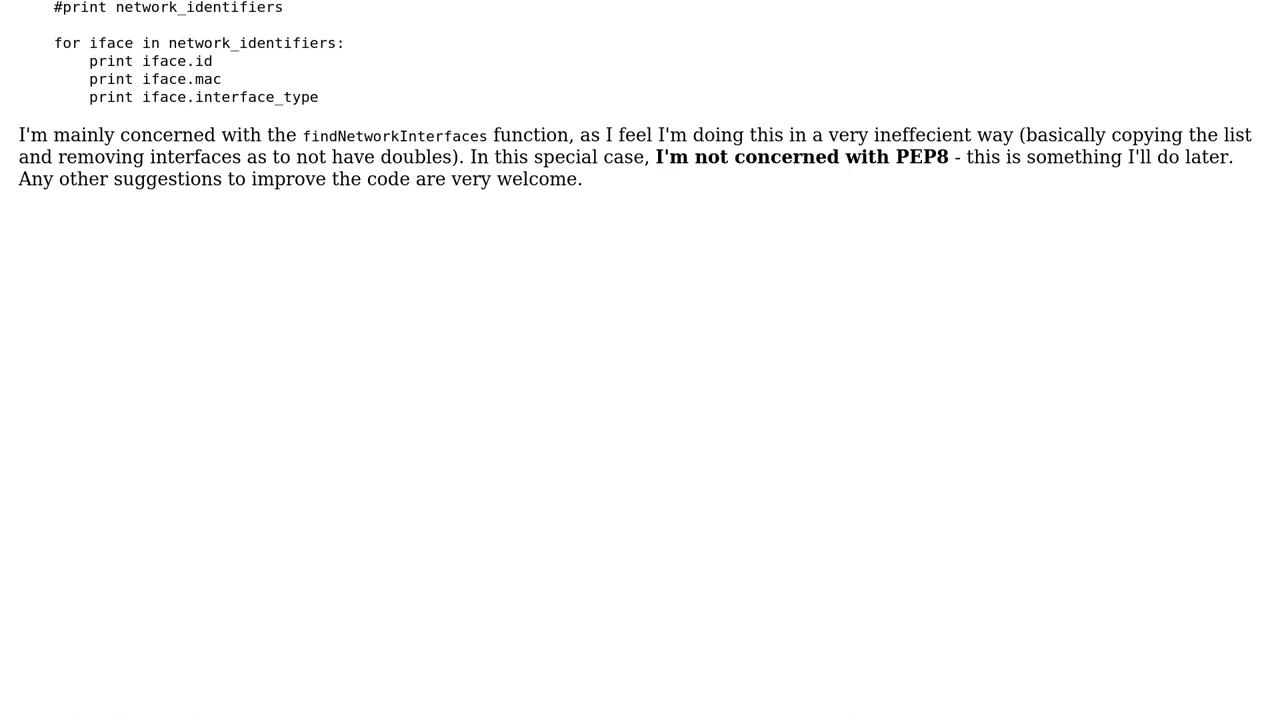 #print network_identifiers
for iface in network_identifiers:
    print iface.id
    print iface.mac
    print iface.interface_type
I'm mainly concerned with the findNetworkInterfaces function, as I feel I'm doing this in a very ineffecient way (basically copying the list
and removing interfaces as to not have doubles). In this special case, I'm not concerned with PEP8 - this is something I'll do later.
Any other suggestions to improve the code are very welcome.